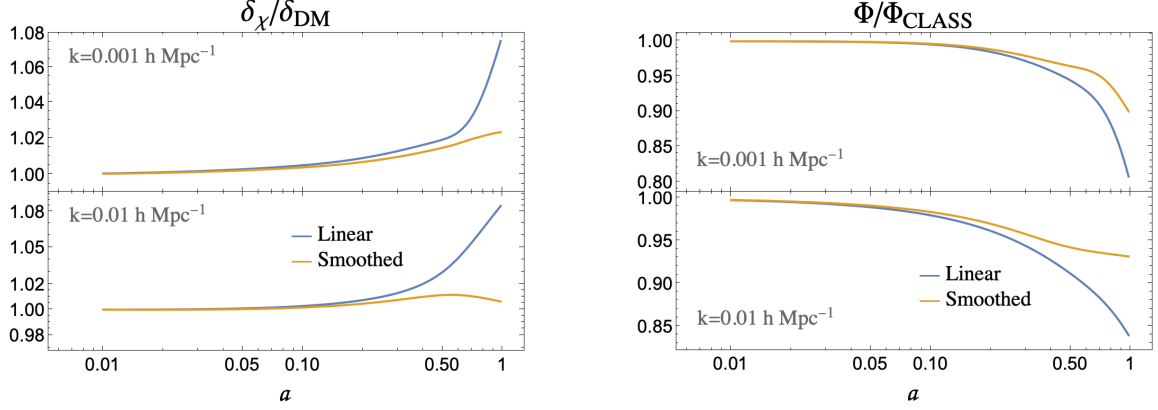 δχ/δDM
1.08
1.06
1.04
1.02
1.00
k=0.001 h Mpc−1
1.08
1.05
1.02
1.00
0.98
k=0.01 h Mpc−1
Linear
Smoothed
0.01
0.05
0.10
0.50
1
a
Φ/ΦCLASS
1.00
0.95
0.90
0.85
0.80
k=0.001 h Mpc−1
1.00
0.95
0.90
0.85
Linear
Smoothed
k=0.01 h Mpc−1
0.01
0.05
0.10
0.50
1
a